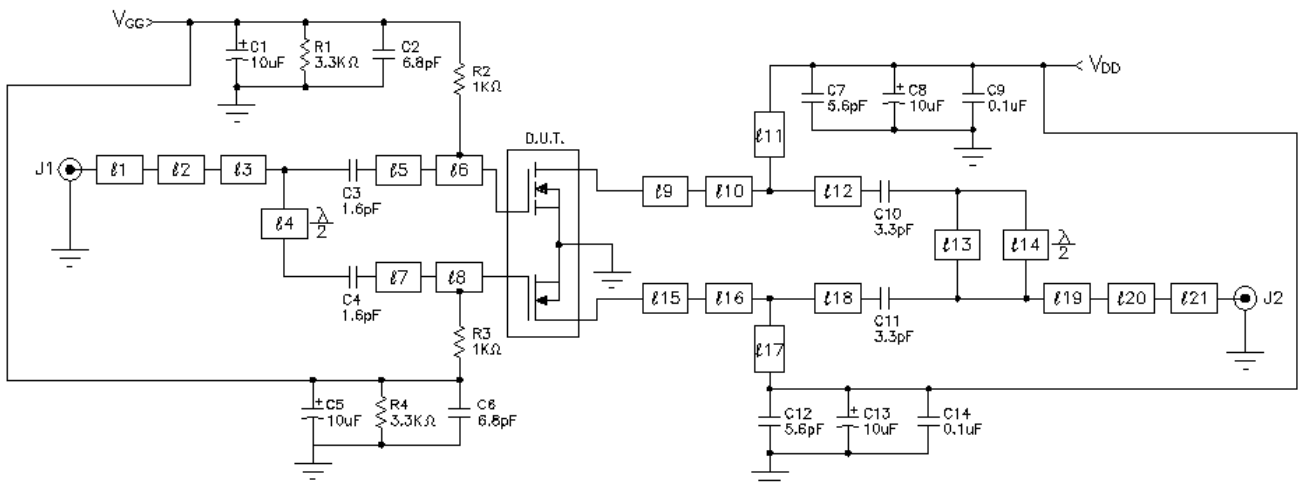 VGG
C1
10uF
R1
3.3KΩ
C2
6.8pF
R2
1KΩ
VDD
C7
5.6pF
C8
10uF
C9
0.1uF
ℓ11
D.U.T.
J1
ℓ1
ℓ2
ℓ3
C3
1.6pF
ℓ5
ℓ6
ℓ9
ℓ10
ℓ12
C10
3.3pF
ℓ4
λ/2
ℓ13
ℓ14
λ/2
C4
1.6pF
ℓ7
ℓ8
ℓ15
ℓ16
ℓ18
C11
3.3pF
ℓ19
ℓ20
ℓ21
J2
R3
1KΩ
ℓ17
C5
10uF
R4
3.3KΩ
C6
6.8pF
C12
5.6pF
C13
10uF
C14
0.1uF